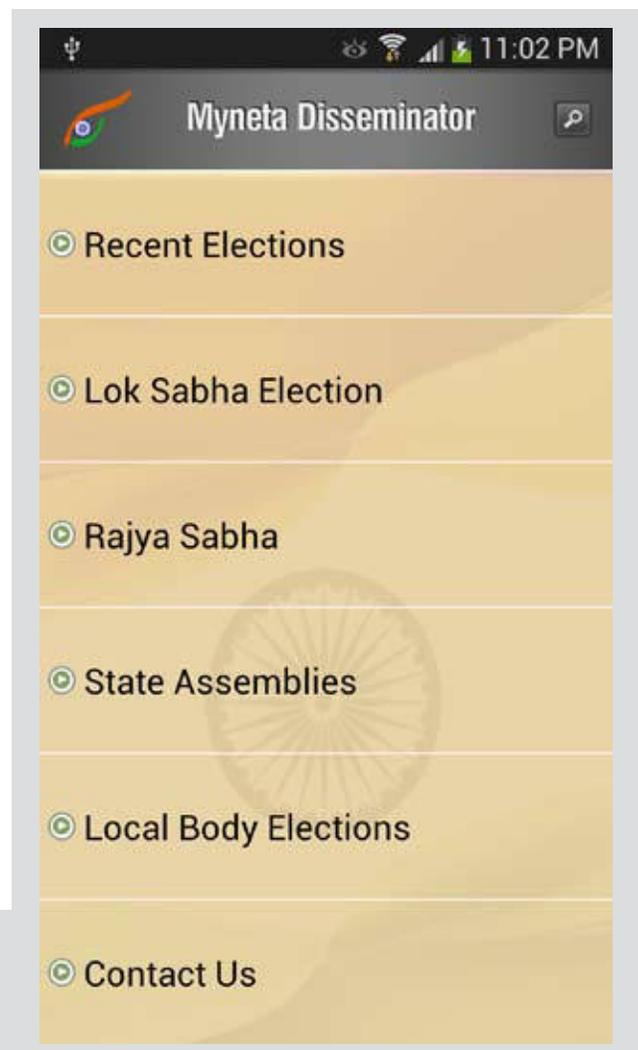 11:02 PM
Myneta Disseminator
Recent Elections
Lok Sabha Election
Rajya Sabha
State Assemblies
Local Body Elections
Contact Us